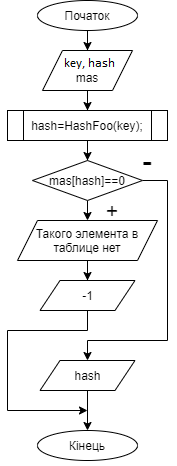 Початок
key, hash
mas
hash=HashFoo(key);
-
mas[hash]==0
+
Такого элемента в
таблице нет
-1
hash
Кінець